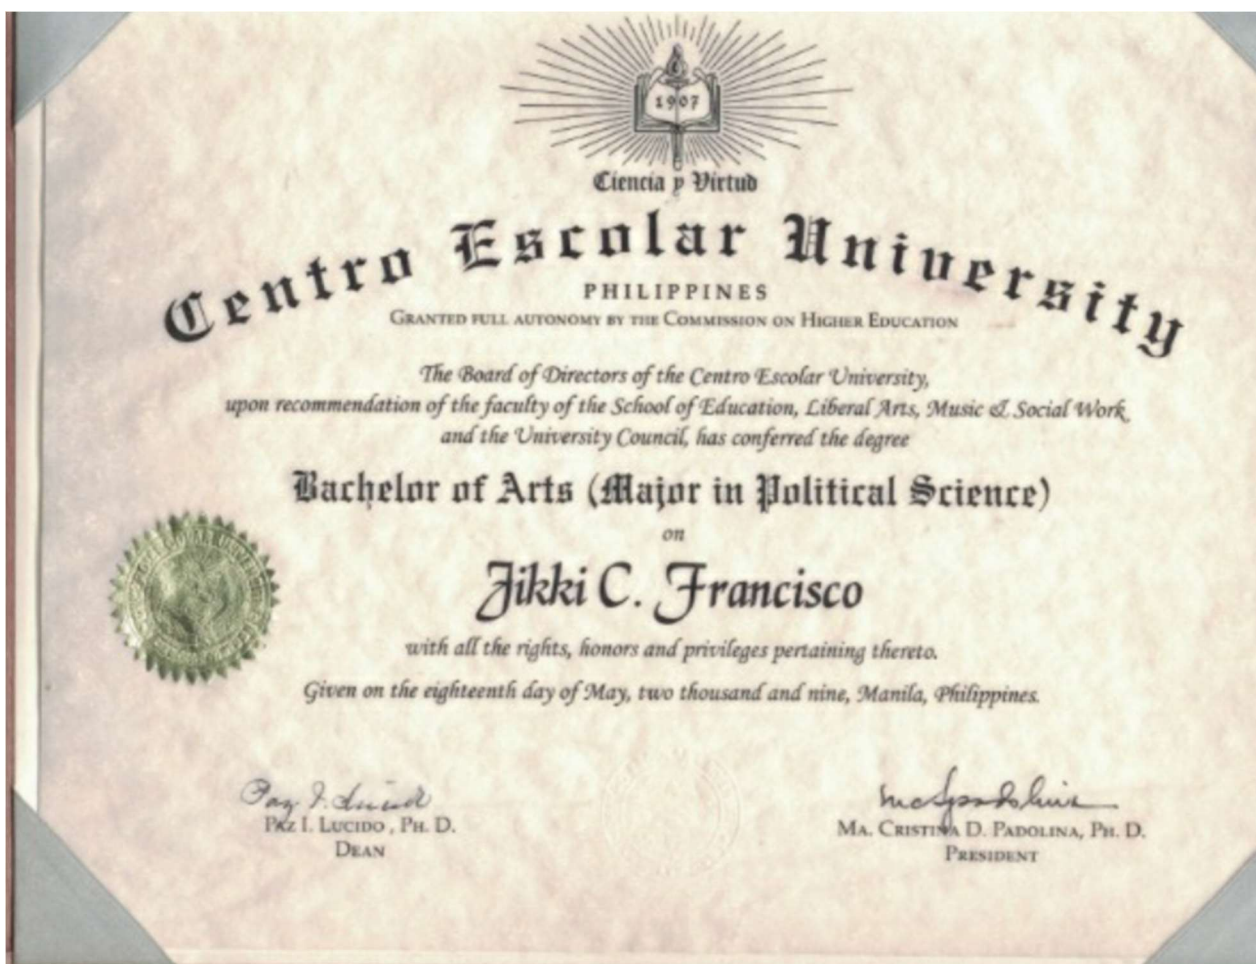 1907
Ciencia y Virtud
Centro Escolar University
PHILIPPINES
GRANTED FULL AUTONOMY BY THE COMMISSION ON HIGHER EDUCATION
The Board of Directors of the Centro Escolar University,
upon recommendation of the faculty of the School of Education, Liberal Arts, Music & Social Work
and the University Council, has conferred the degree
Bachelor of Arts (Major in Political Science)
on
Jikki C. Francisco
with all the rights, honors and privileges pertaining thereto.
Given on the eighteenth day of May, two thousand and nine, Manila, Philippines.
PAZ I. LUCIDO, PH. D.
DEAN
MA. CRISTINA D. PADOLINA, PH. D.
PRESIDENT